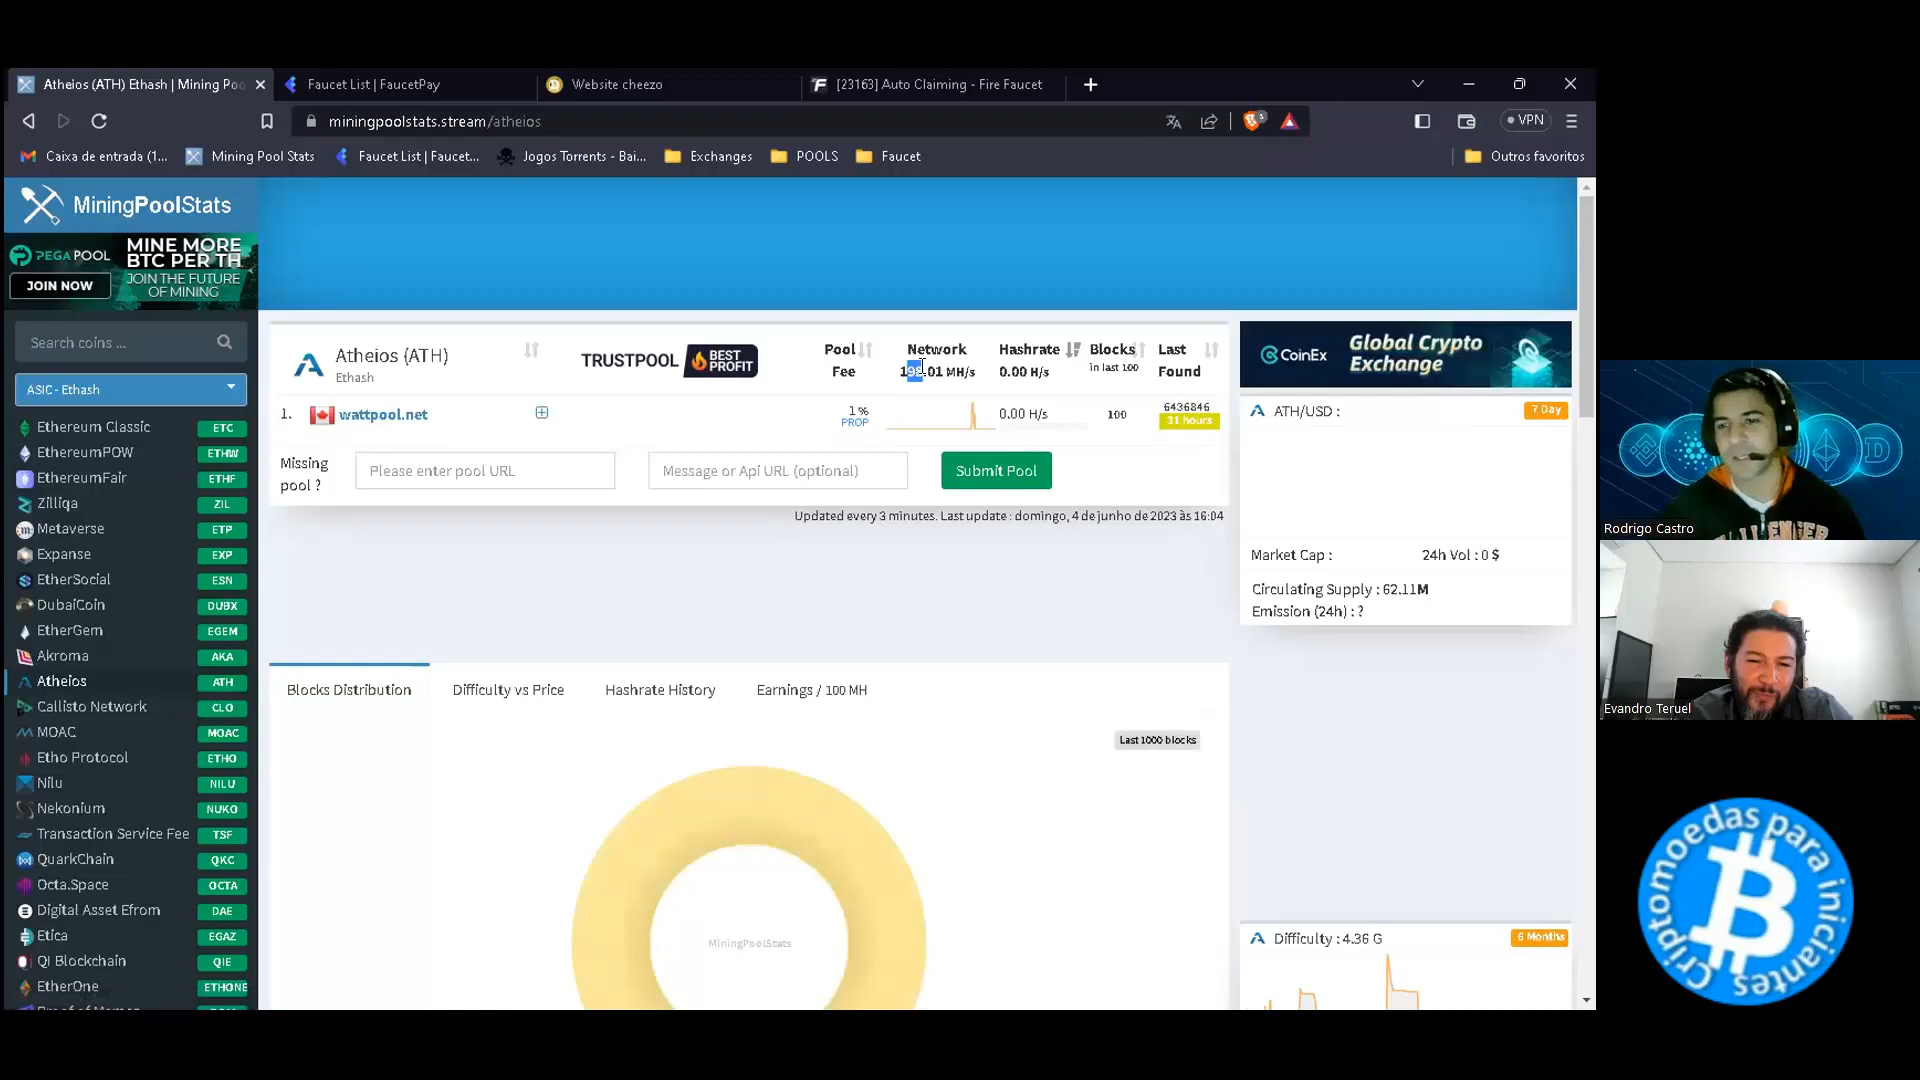 Atheios (ATH) Ethash | Mining Poo
Faucet List | FaucetPay
Website cheezo
[23163] Auto Claiming - Fire Faucet
miningpoolstats.stream/atheios
VPN
Caixa de entrada (1...
Mining Pool Stats
Faucet List | Faucet...
Jogos Torrents - Bai...
Exchanges
POOLS
Faucet
Outros favoritos
MiningPoolStats
PEGA POOL
JOIN NOW
MINE MORE
BTC PER TH
JOIN THE FUTURE
OF MINING
Search coins ...
ASIC - Ethash
Ethereum Classic ETC
EthereumPOW ETHW
EthereumFair ETHF
Zilliqa ZIL
Metaverse ETP
Expanse EXP
EtherSocial ESN
DubaiCoin DUBX
EtherGem EGEM
Akroma AKA
Atheios ATH
Callisto Network CLO
MOAC MOAC
Etho Protocol ETHO
Nilu NILU
Nekonium NUKO
Transaction Service Fee TSF
QuarkChain QKC
Octa.Space OCTA
Digital Asset Efrom DAE
Etica EGAZ
QI Blockchain QIE
EtherOne ETHONE
Atheios (ATH)
Ethash
TRUSTPOOL
BEST
PROFIT
Pool
Fee
Network
.01 MH/s
Hashrate
0.00 H/s
Blocks
in last 100
Last
Found
1.
wattpool.net
1 %
PROP
0.00 H/s
100
6436846
31 hours
Missing
pool ?
Please enter pool URL
Message or Api URL (optional)
Submit Pool
Updated every 3 minutes. Last update : domingo, 4 de junho de 2023 às 16:04
CoinEx
Global Crypto
Exchange
ATH/USD :
7 Day
Market Cap :
24h Vol : 0 $
Circulating Supply : 62.11M
Emission (24h) : ?
Blocks Distribution
Difficulty vs Price
Hashrate History
Earnings / 100 MH
Last 1000 blocks
MiningPoolStats
Difficulty : 4.36 G
6 Months
Rodrigo Castro
Evandro Teruel
Criptomoedas para iniciantes